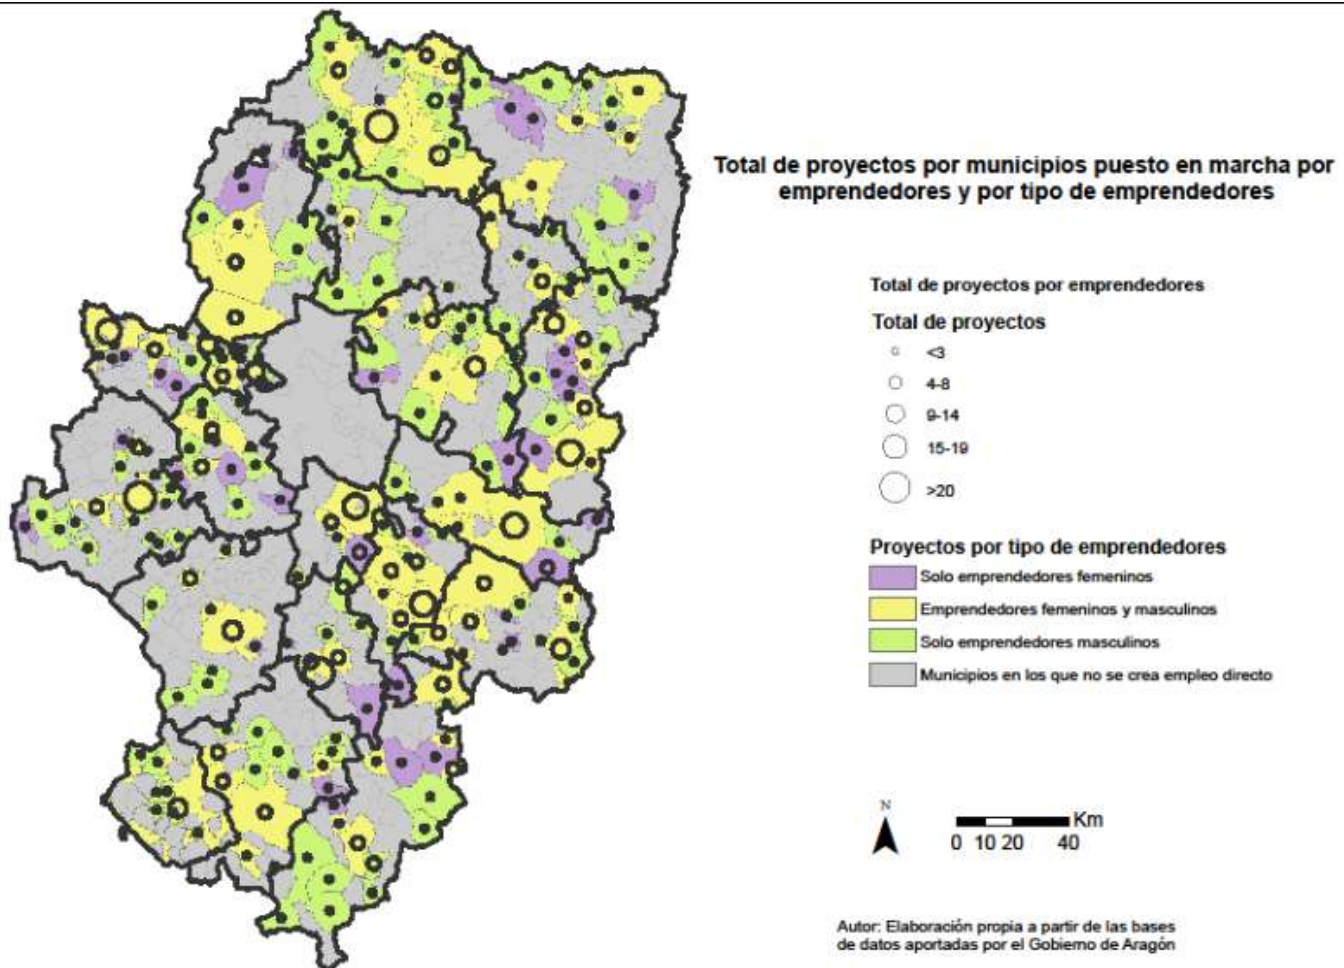 Total de proyectos por municipios puesto en marcha por
emprendedores y por tipo de emprendedores
Total de proyectos por emprendedores
Total de proyectos
<3
4-8
9-14
15-19
>20
Proyectos por tipo de emprendedores
Solo emprendedores femeninos
Emprendedores femeninos y masculinos
Solo emprendedores masculinos
Municipios en los que no se crea empleo directo
N
Km
0 10 20 40
Autor: Elaboración propia a partir de las bases
de datos aportadas por el Gobierno de Aragón